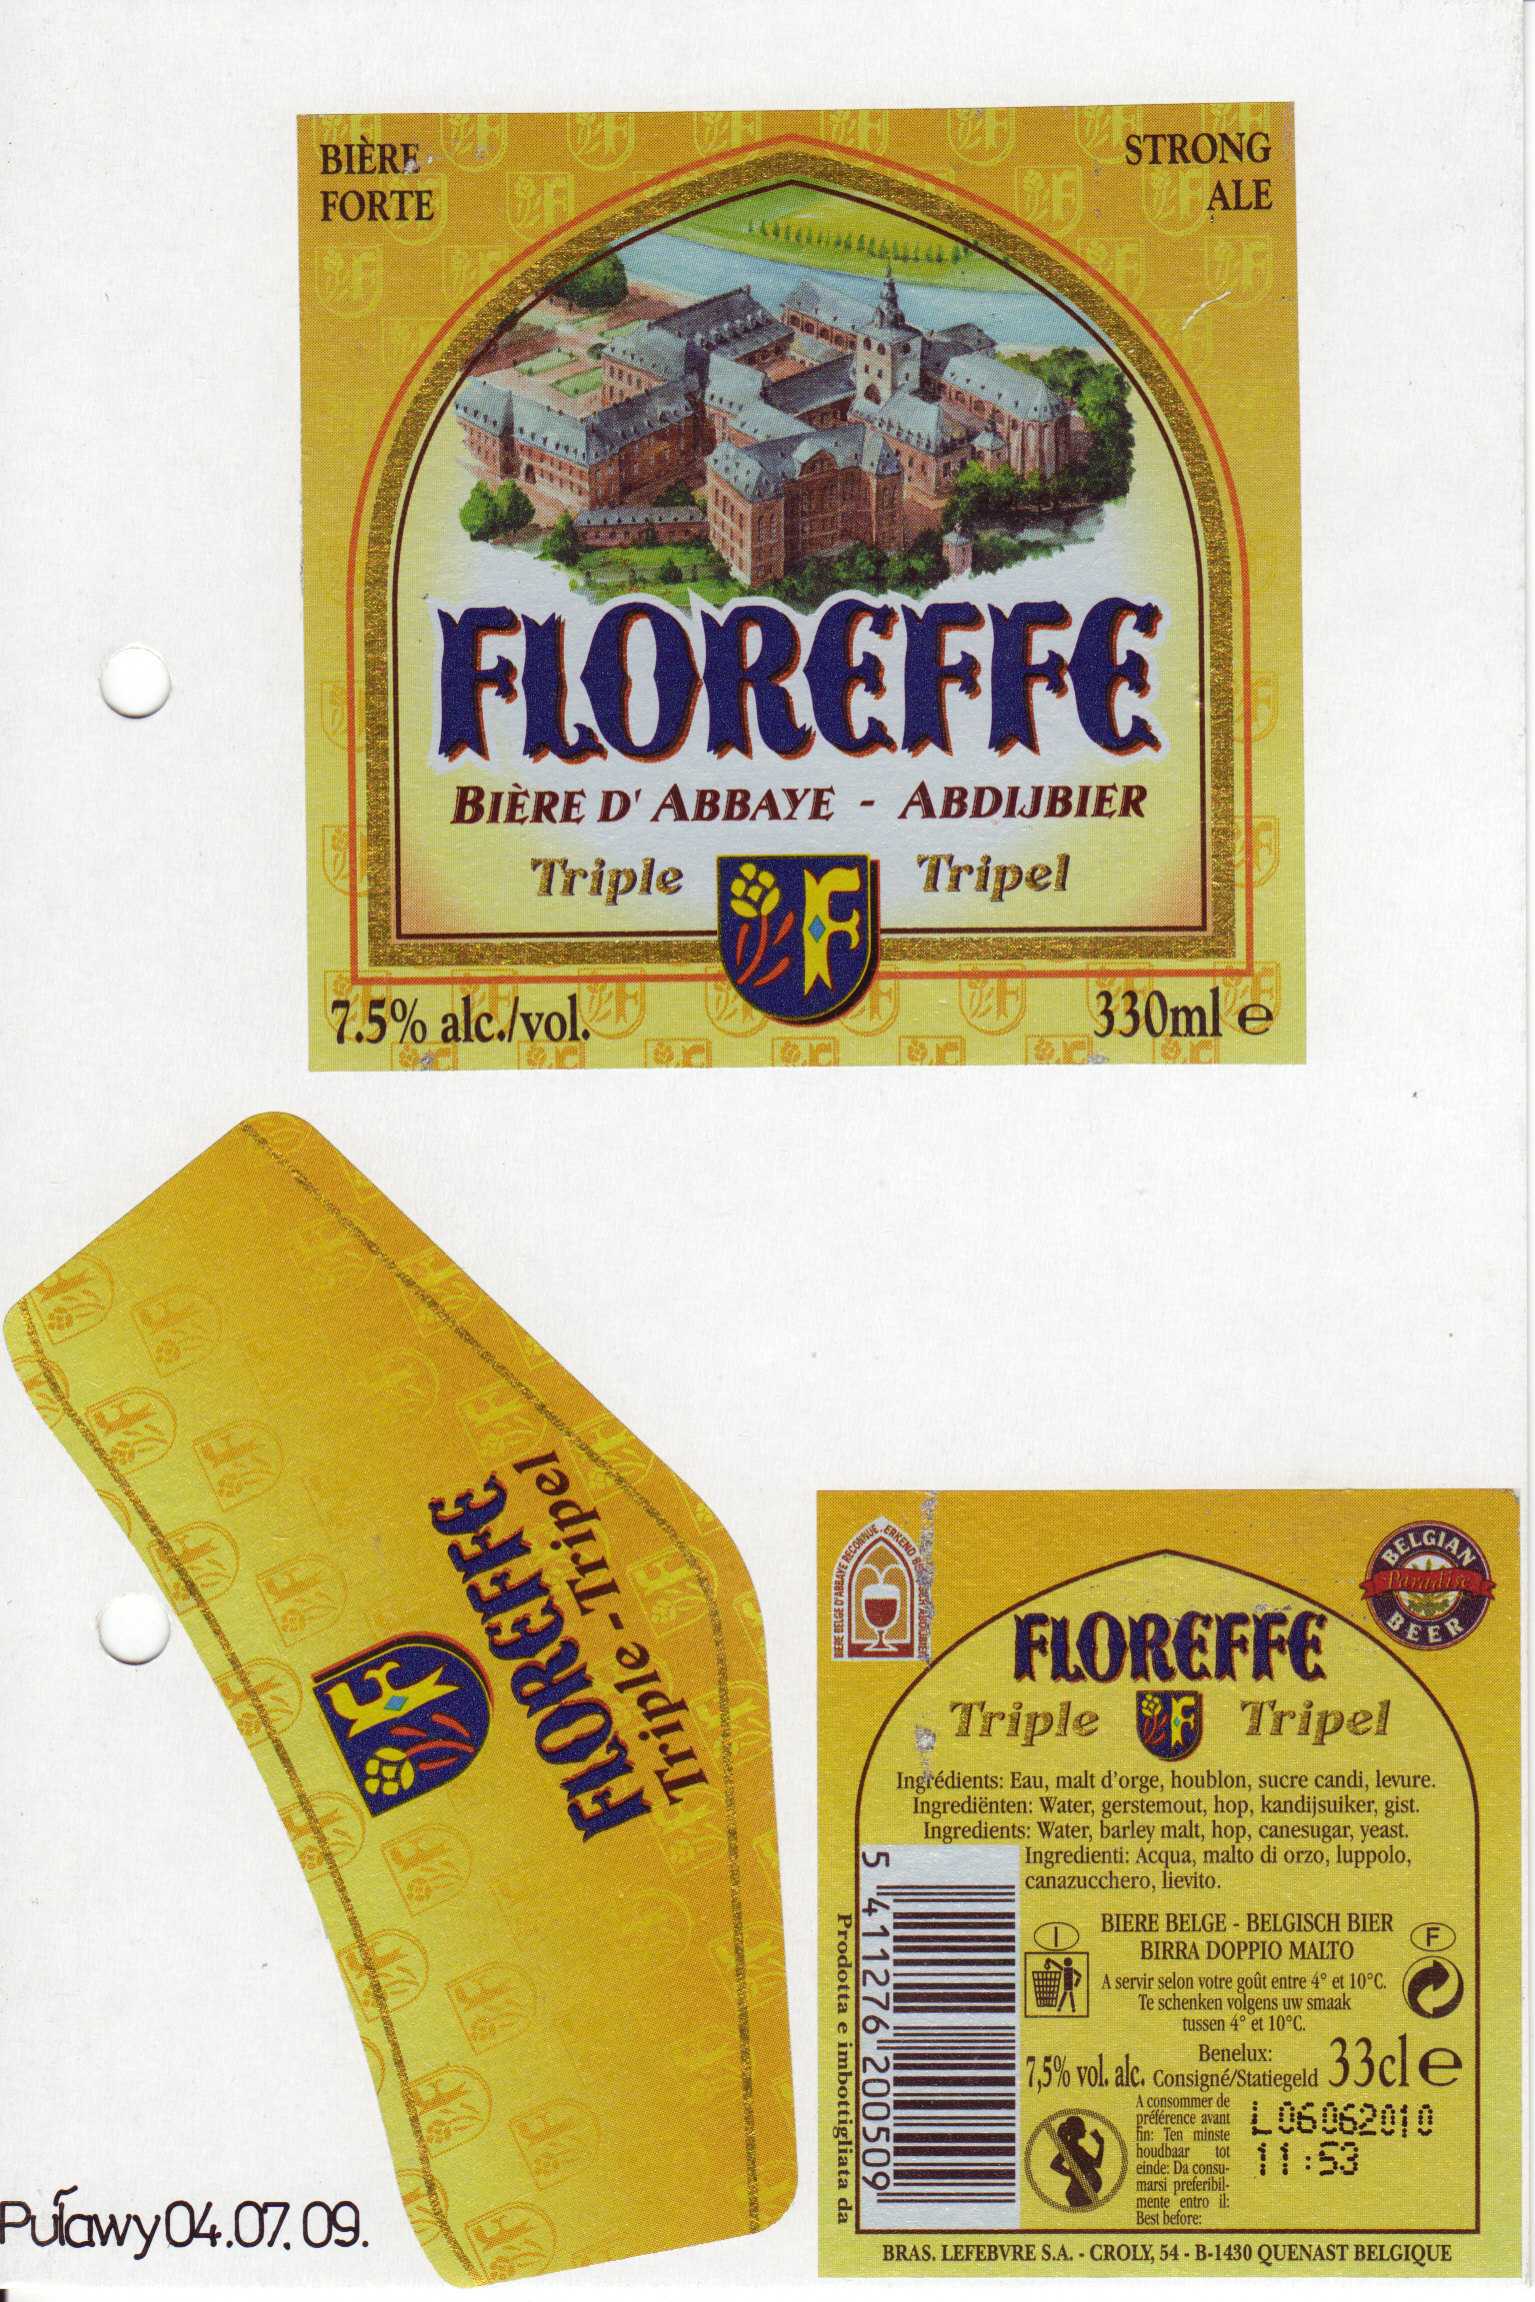 BIÈRE
FORTE
STRONG
ALE
FLOREFFE
BIÈRE D' ABBAYE - ABDIJBIER
Triple Tripel
F
7.5% alc./vol.
330ml e
FLOREFFE
Triple - Tripel
F
BIERE BELGE D'ABBAYE RECONNUE - ERKEND
BELGIAN
Paradise
BEER
FLOREFFE
Triple F Tripel
Ingrédients: Eau, malt d'orge, houblon, sucre candi, levure.
Ingrediënten: Water, gerstemout, hop, kandijsuiker, gist.
Ingredients: Water, barley malt, hop, canesugar, yeast.
Ingredienti: Acqua, malto di orzo, luppolo,
canazucchero, lievito.
5 411276 200509
Prodotta e imbottigliata da
I
BIERE BELGE - BELGISCH BIER
BIRRA DOPPIO MALTO
F
A servir selon votre goût entre 4° et 10°C.
Te schenken volgens uw smaak
tussen 4° et 10°C.
7,5% vol. alc.
Benelux:
Consigné/Statiegeld
33cl e
A consommer de
préférence avant
fin: Ten minste
houdbaar tot
einde: Da consu-
marsi preferibil-
mente entro il:
Best before:
L06062010
11:53
BRAS. LEFEBVRE S.A. - CROLY, 54 - B-1430 QUENAST BELGIQUE
Puławy 04.07.09.